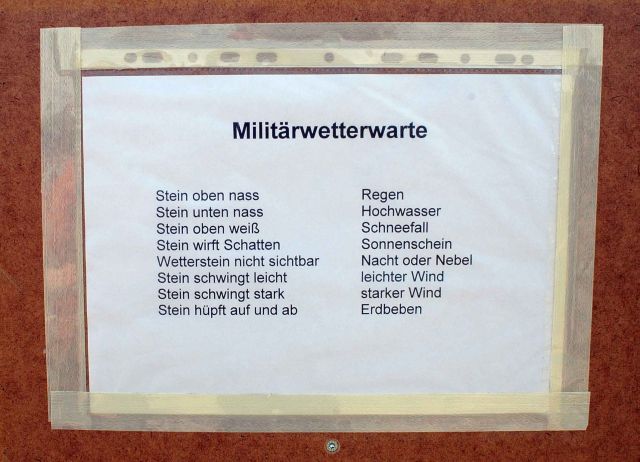 Militärwetterwarte
Stein oben nass Regen
Stein unten nass Hochwasser
Stein oben weiß Schneefall
Stein wirft Schatten Sonnenschein
Wetterstein nicht sichtbar Nacht oder Nebel
Stein schwingt leicht leichter Wind
Stein schwingt stark starker Wind
Stein hüpft auf und ab Erdbeben